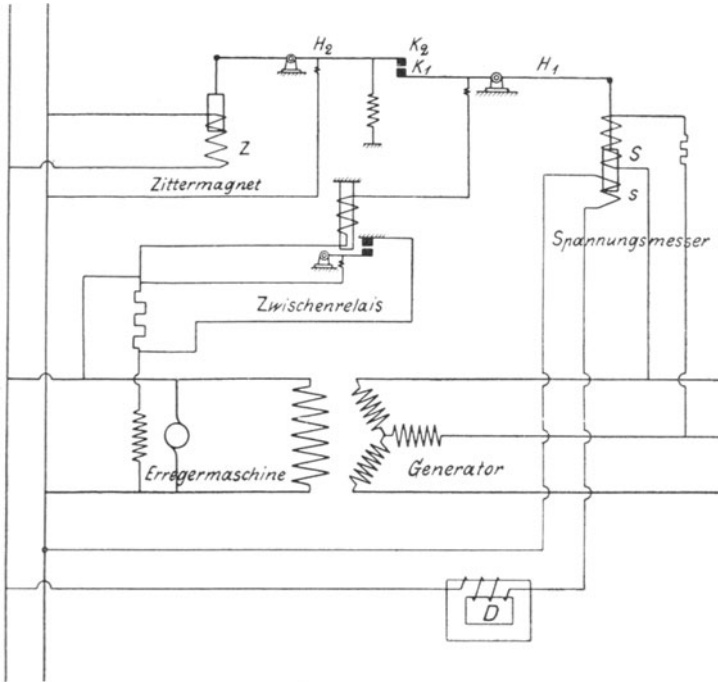 H2
K2
K1
H1
Z
S
Zittermagnet
s
Spannungsmesser
Zwischenrelais
Erregermaschine
Generator
D